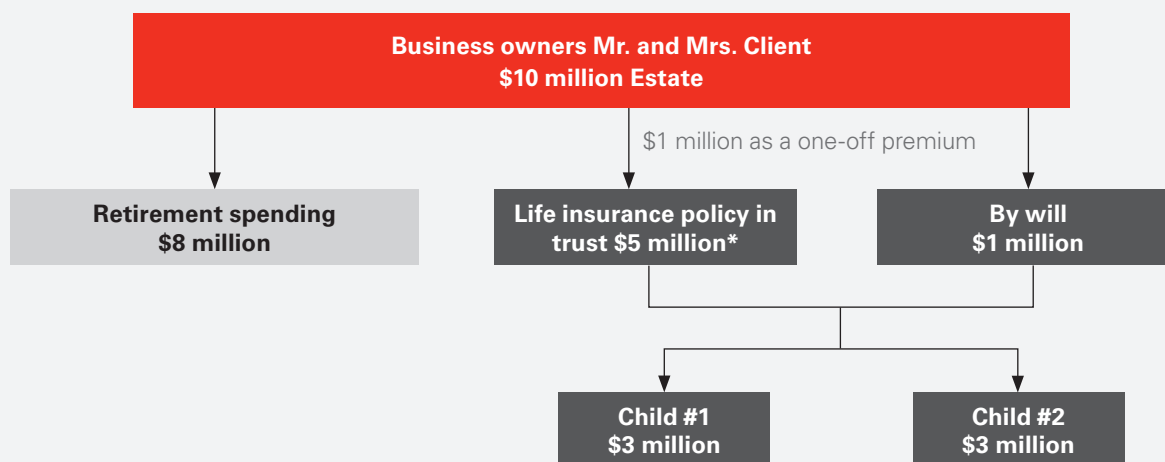 Business owners Mr. and Mrs. Client
$10 million Estate
$1 million as a one-off premium
Retirement spending
$8 million
Life insurance policy in
trust $5 million*
By will
$1 million
Child #1
$3 million
Child #2
$3 million